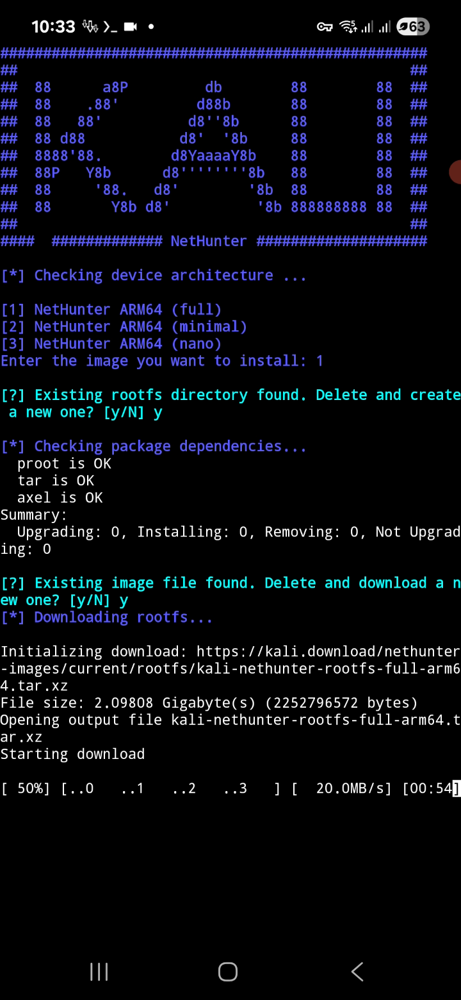 10:33 63
##################################################
## ##
## 88 a8P db 88 88 ##
## 88 .88' d88b 88 88 ##
## 88 88' d8''8b 88 88 ##
## 88 d88 d8' '8b 88 88 ##
## 8888'88. d8YaaaaY8b 88 88 ##
## 88P Y8b d8''''''''8b 88 88 ##
## 88 '88. d8' '8b 88 88 ##
## 88 Y8b d8' '8b 888888888 88 ##
## ##
#### ############# NetHunter ####################
[*] Checking device architecture ...
[1] NetHunter ARM64 (full)
[2] NetHunter ARM64 (minimal)
[3] NetHunter ARM64 (nano)
Enter the image you want to install: 1
[?] Existing rootfs directory found. Delete and create
a new one? [y/N] y
[*] Checking package dependencies...
proot is OK
tar is OK
axel is OK
Summary:
Upgrading: 0, Installing: 0, Removing: 0, Not Upgrad
ing: 0
[?] Existing image file found. Delete and download a n
ew one? [y/N] y
[*] Downloading rootfs...
Initializing download: https://kali.download/nethunter
-images/current/rootfs/kali-nethunter-rootfs-full-arm6
4.tar.xz
File size: 2.09808 Gigabyte(s) (2252796572 bytes)
Opening output file kali-nethunter-rootfs-full-arm64.t
ar.xz
Starting download
[ 50%] [..0 ..1 ..2 ..3 ] [ 20.0MB/s] [00:54]